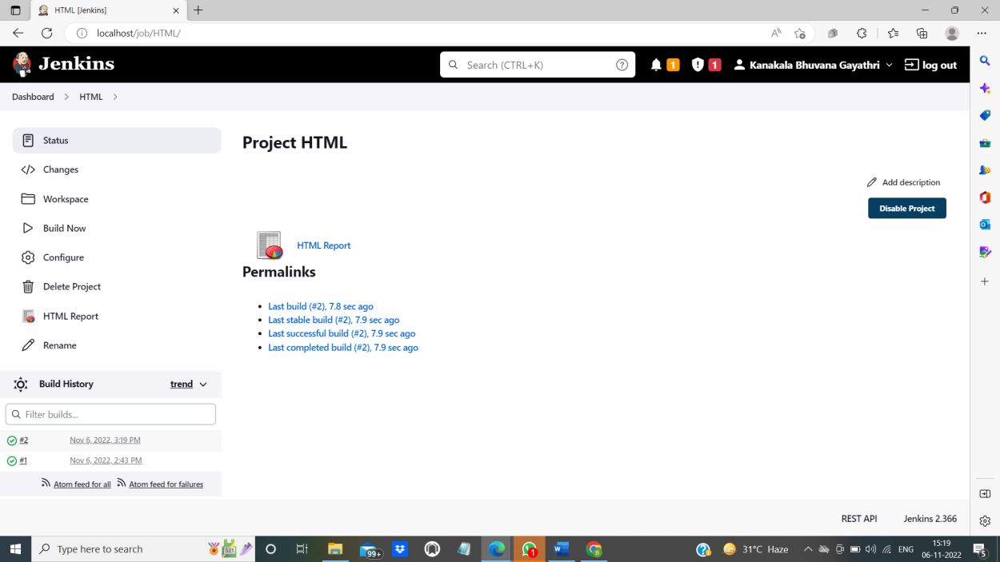 HTML [Jenkins]
localhost/job/HTML/
Jenkins
Search (CTRL+K)
1
1
Kanakala Bhuvana Gayathri
log out
Dashboard
HTML
Status
Changes
Workspace
Build Now
Configure
Delete Project
HTML Report
Rename
Build History
trend
Filter builds...
#2
Nov 6, 2022, 3:19 PM
#1
Nov 6, 2022, 2:43 PM
Atom feed for all
Atom feed for failures
Project HTML
Add description
Disable Project
HTML Report
Permalinks
Last build (#2), 7.8 sec ago
Last stable build (#2), 7.9 sec ago
Last successful build (#2), 7.9 sec ago
Last completed build (#2), 7.9 sec ago
REST API
Jenkins 2.366
Type here to search
99+
1
31°C Haze
ENG
15:19
06-11-2022
5